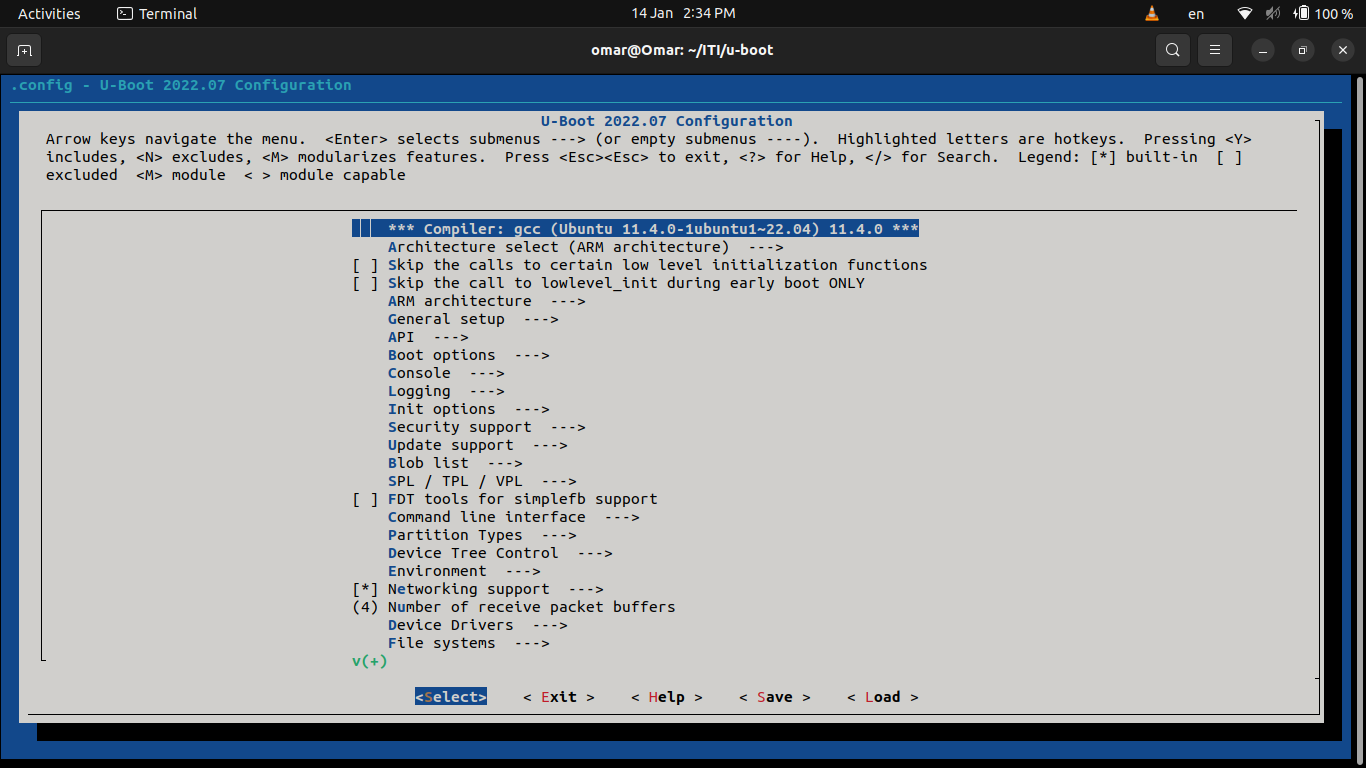 Activities Terminal 14 Jan 2:34 PM en 100 %
omar@Omar: ~/ITI/u-boot
.config - U-Boot 2022.07 Configuration
U-Boot 2022.07 Configuration
Arrow keys navigate the menu.  <Enter> selects submenus ---> (or empty submenus ----).  Highlighted letters are hotkeys.  Pressing <Y>
includes, <N> excludes, <M> modularizes features.  Press <Esc><Esc> to exit, <?> for Help, </> for Search.  Legend: [*] built-in  [ ]
excluded  <M> module  < > module capable
*** Compiler: gcc (Ubuntu 11.4.0-1ubuntu1~22.04) 11.4.0 ***
Architecture select (ARM architecture)  --->
[ ] Skip the calls to certain low level initialization functions
[ ] Skip the call to lowlevel_init during early boot ONLY
ARM architecture  --->
General setup  --->
API  --->
Boot options  --->
Console  --->
Logging  --->
Init options  --->
Security support  --->
Update support  --->
Blob list  --->
SPL / TPL / VPL  --->
[ ] FDT tools for simplefb support
Command line interface  --->
Partition Types  --->
Device Tree Control  --->
Environment  --->
[*] Networking support  --->
(4) Number of receive packet buffers
Device Drivers  --->
File systems  --->
v(+)
<Select>    < Exit >    < Help >    < Save >    < Load >